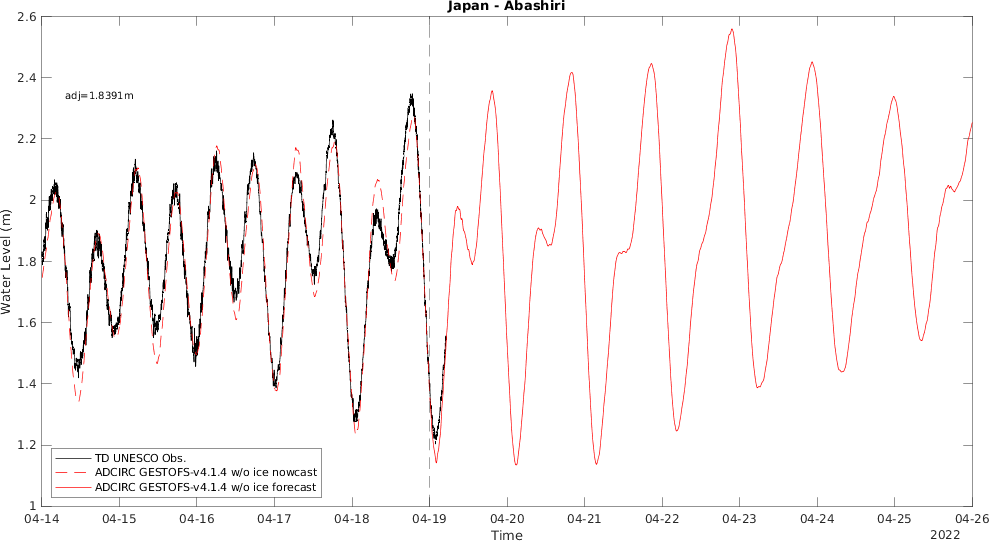 Japan - Abashiri
2.6
2.4
2.2
2
1.8
1.6
1.4
1.2
1
Water Level (m)
adj=1.8391m
TD UNESCO Obs.
ADCIRC GESTOFS-v4.1.4 w/o ice nowcast
ADCIRC GESTOFS-v4.1.4 w/o ice forecast
04-14 04-15 04-16 04-17 04-18 04-19 04-20 04-21 04-22 04-23 04-24 04-25 04-26
Time
2022